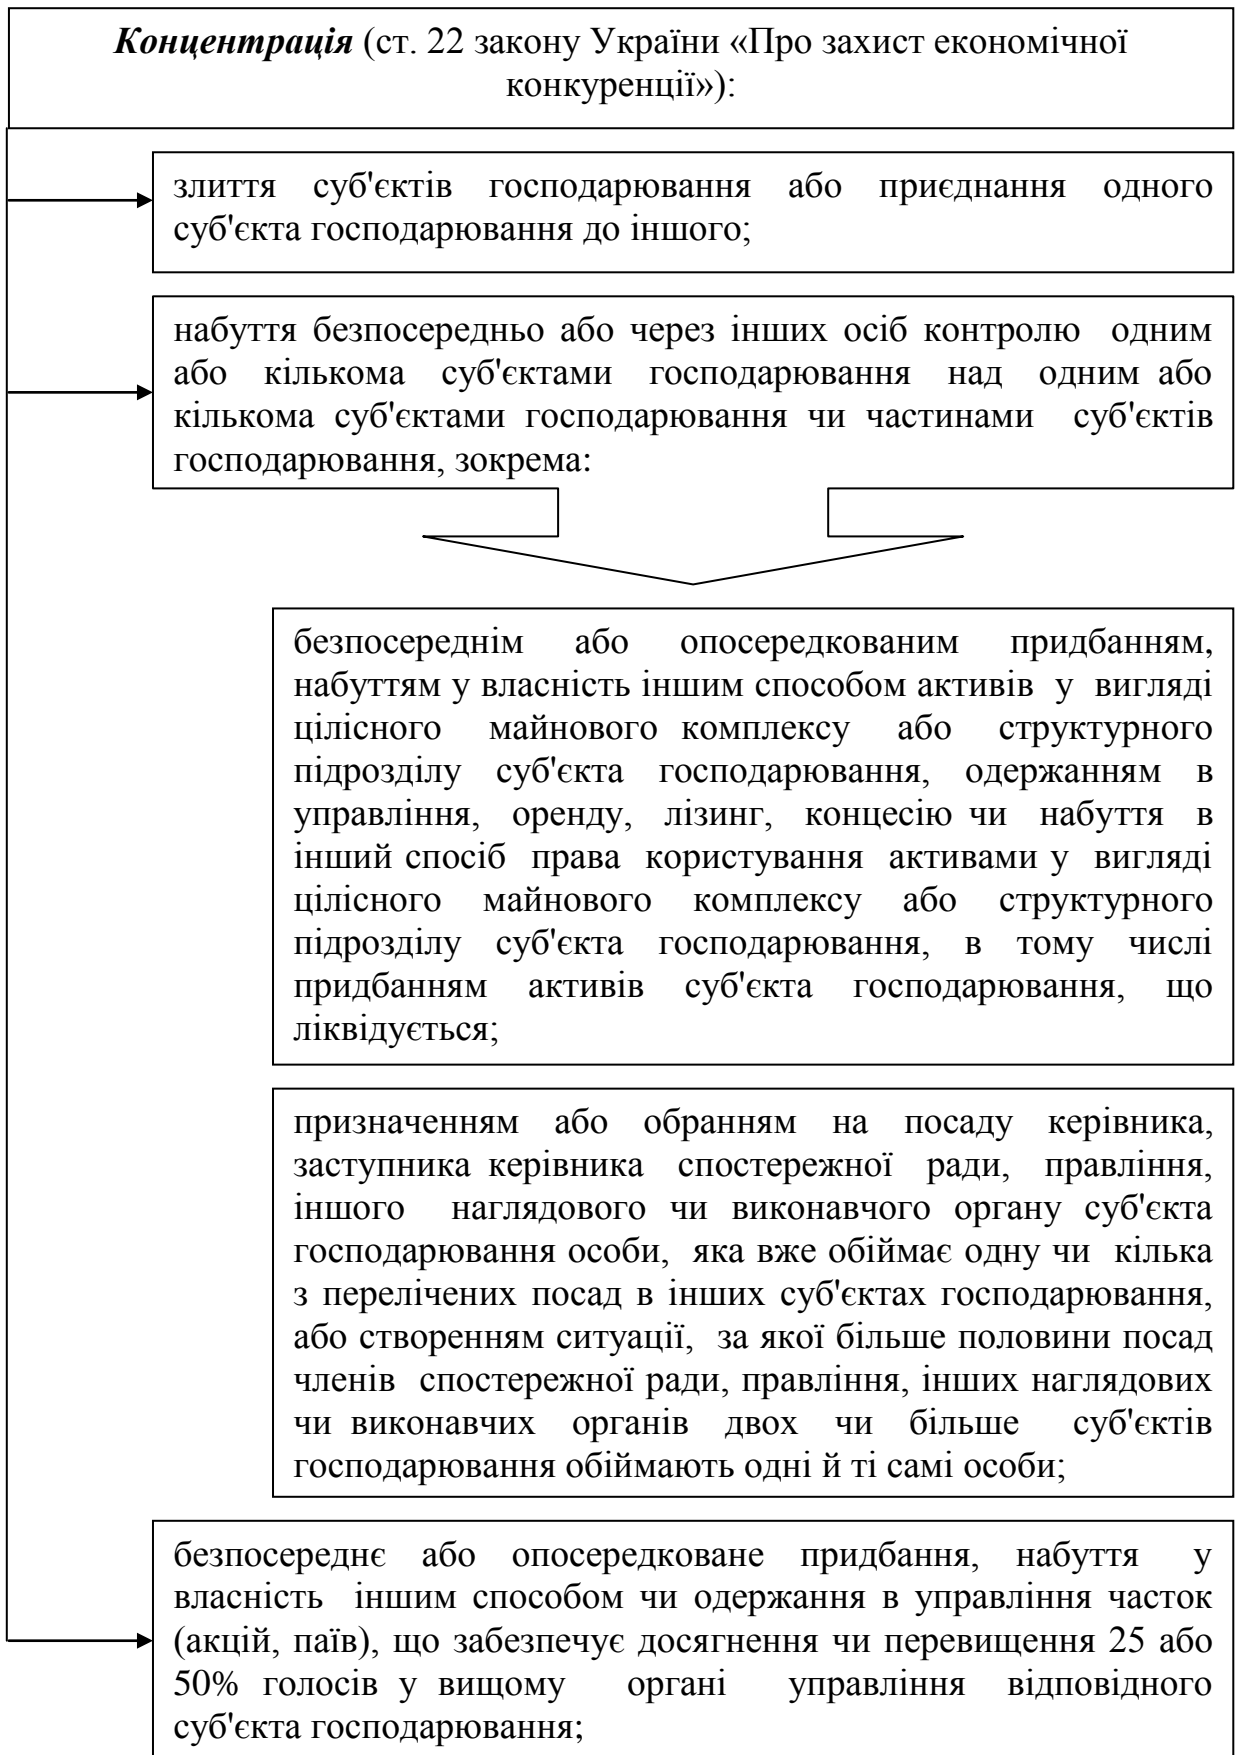 Концентрація (ст. 22 закону України «Про захист економічної
конкуренції»):
злиття суб'єктів господарювання або приєднання одного
суб'єкта господарювання до іншого;
набуття безпосередньо або через інших осіб контролю одним
або кількома суб'єктами господарювання над одним або
кількома суб'єктами господарювання чи частинами суб'єктів
господарювання, зокрема:
безпосереднім або опосередкованим придбанням,
набуттям у власність іншим способом активів у вигляді
цілісного майнового комплексу або структурного
підрозділу суб'єкта господарювання, одержанням в
управління, оренду, лізинг, концесію чи набуття в
інший спосіб права користування активами у вигляді
цілісного майнового комплексу або структурного
підрозділу суб'єкта господарювання, в тому числі
придбанням активів суб'єкта господарювання, що
ліквідується;
призначенням або обранням на посаду керівника,
заступника керівника спостережної ради, правління,
іншого наглядового чи виконавчого органу суб'єкта
господарювання особи, яка вже обіймає одну чи кілька
з перелічених посад в інших суб'єктах господарювання,
або створенням ситуації, за якої більше половини посад
членів спостережної ради, правління, інших наглядових
чи виконавчих органів двох чи більше суб'єктів
господарювання обіймають одні й ті самі особи;
безпосереднє або опосередковане придбання, набуття у
власність іншим способом чи одержання в управління часток
(акцій, паїв), що забезпечує досягнення чи перевищення 25 або
50% голосів у вищому органі управління відповідного
суб'єкта господарювання;